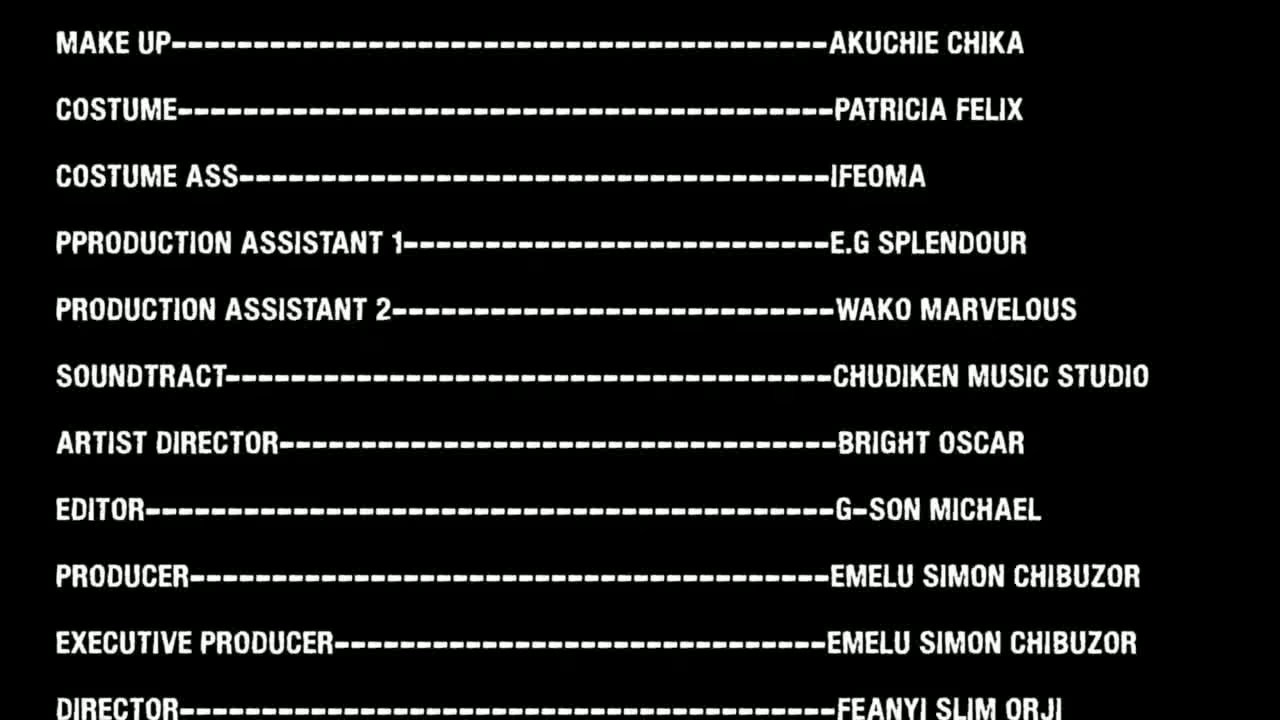 MAKE UP----------------------------------------AKUCHIE CHIKA
COSTUME----------------------------------------PATRICIA FELIX
COSTUME ASS------------------------------------IFEOMA
PPRODUCTION ASSISTANT 1--------------------------E.G SPLENDOUR
PRODUCTION ASSISTANT 2---------------------------WAKO MARVELOUS
SOUNDTRACT-------------------------------------CHUDIKEN MUSIC STUDIO
ARTIST DIRECTOR----------------------------------BRIGHT OSCAR
EDITOR------------------------------------------G-SON MICHAEL
PRODUCER---------------------------------------EMELU SIMON CHIBUZOR
EXECUTIVE PRODUCER------------------------------EMELU SIMON CHIBUZOR
DIRECTOR----------------------------------------FEANYI SLIM ORJI